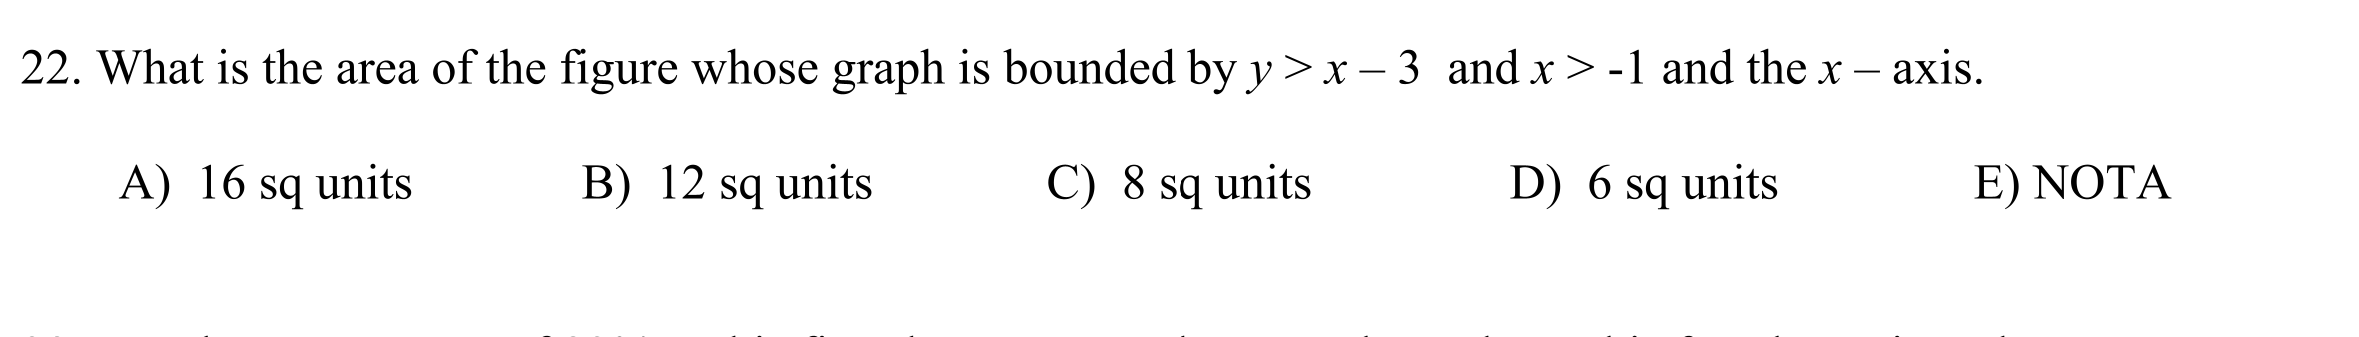 22. What is the area of the figure whose graph is bounded by y > x – 3 and x > -1 and the x – axis.
A) 16 sq units B) 12 sq units C) 8 sq units D) 6 sq units E) NOTA